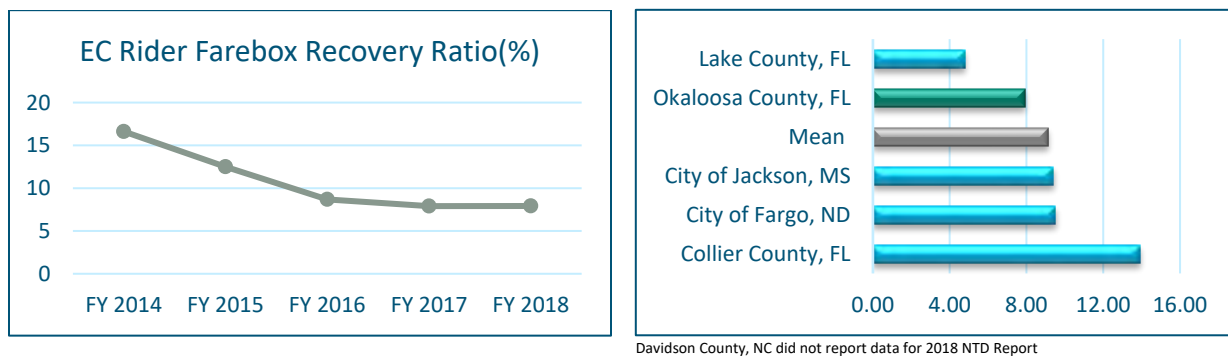 EC Rider Farebox Recovery Ratio(%)
20
15
10
5
0
FY 2014 FY 2015 FY 2016 FY 2017 FY 2018
Lake County, FL
Okaloosa County, FL
Mean
City of Jackson, MS
City of Fargo, ND
Collier County, FL
0.00 4.00 8.00 12.00 16.00
Davidson County, NC did not report data for 2018 NTD Report